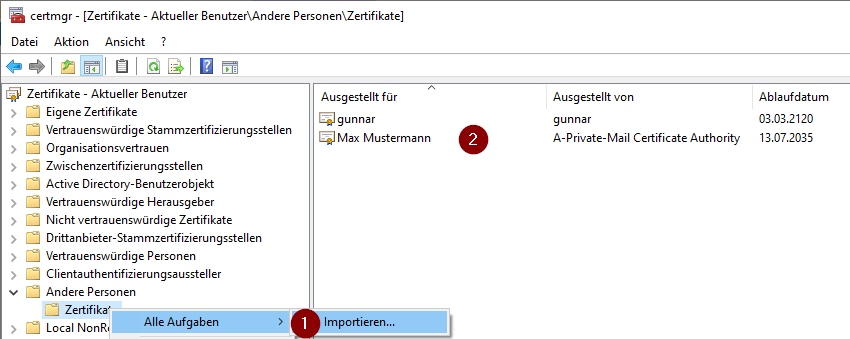 certmgr - [Zertifikate - Aktueller Benutzer\Andere Personen\Zertifikate]
Datei Aktion Ansicht ?
Zertifikate - Aktueller Benutzer
Eigene Zertifikate
Vertrauenswürdige Stammzertifizierungsstellen
Organisationsvertrauen
Zwischenzertifizierungsstellen
Active Directory-Benutzerobjekt
Vertrauenswürdige Herausgeber
Nicht vertrauenswürdige Zertifikate
Drittanbieter-Stammzertifizierungsstellen
Vertrauenswürdige Personen
Clientauthentifizierungsaussteller
Andere Personen
Zertifikat
Local NonRe
Alle Aufgaben
1 Importieren...
Ausgestellt für Ausgestellt von Ablaufdatum
gunnar gunnar 03.03.2120
Max Mustermann 2 A-Private-Mail Certificate Authority 13.07.2035